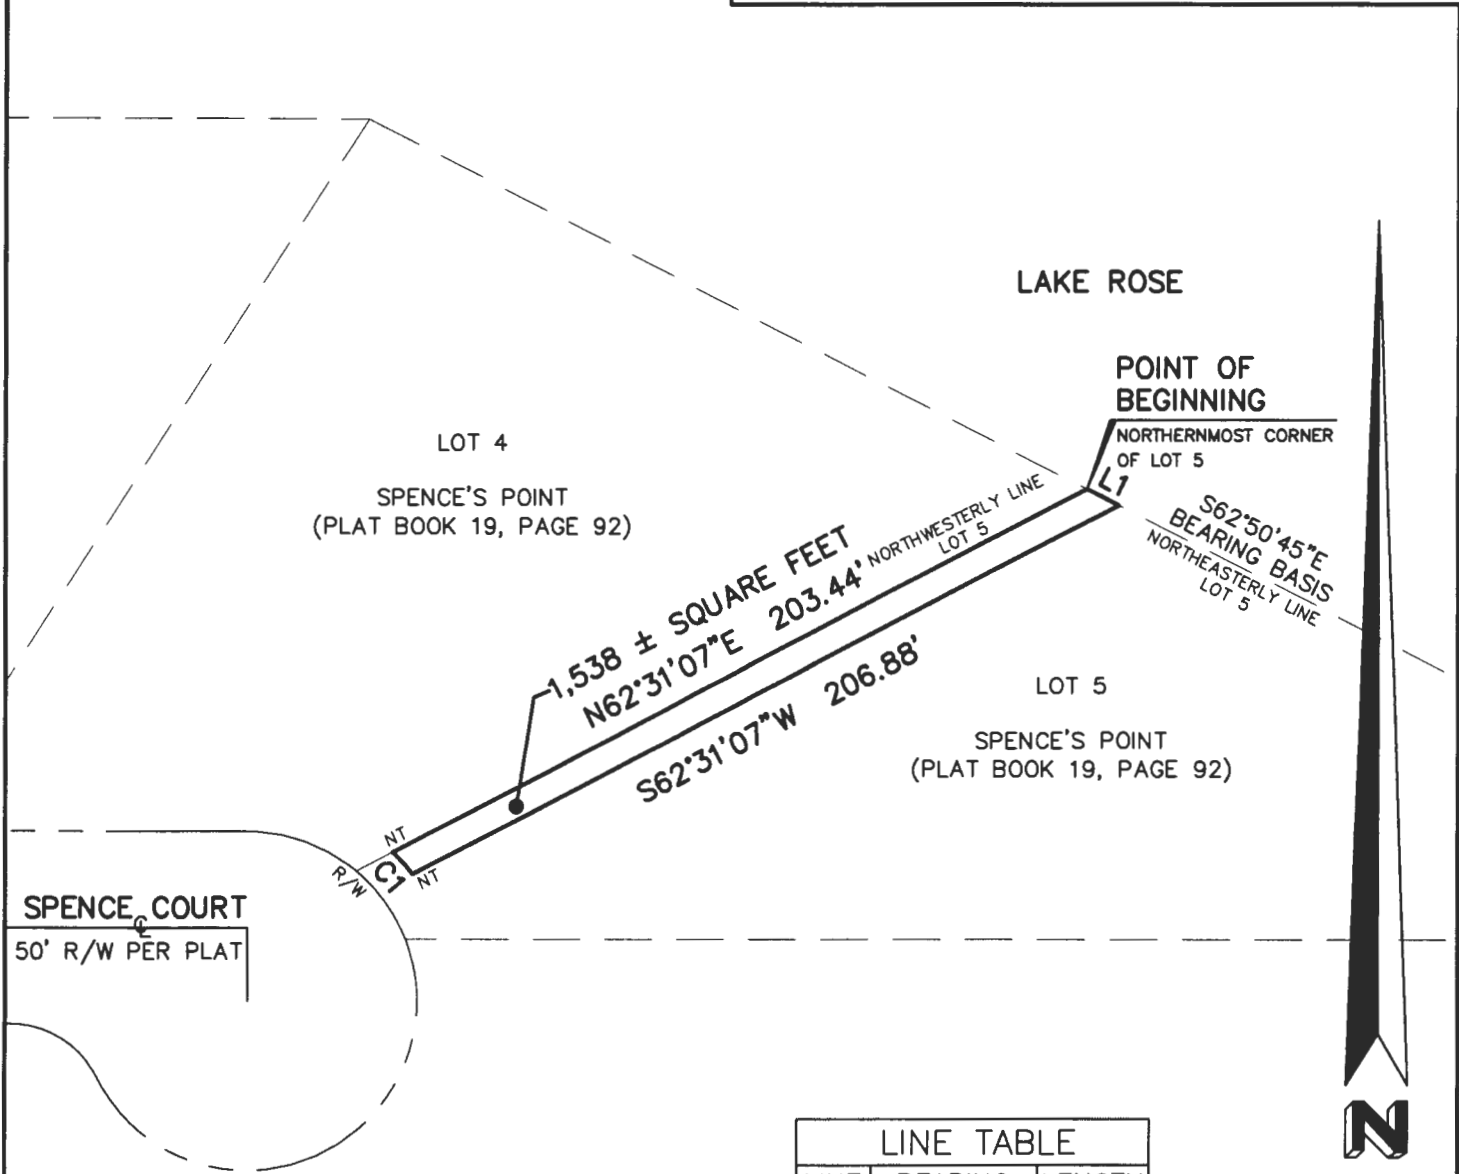 LAKE ROSE
POINT OF
BEGINNING
NORTHERNMOST CORNER
OF LOT 5
L1
LOT 4
SPENCE'S POINT
(PLAT BOOK 19, PAGE 92)
S62°50'45"E
BEARING BASIS
NORTHEASTERLY LINE
LOT 5
NORTHWESTERLY LINE
LOT 5
1,538 ± SQUARE FEET
N62°31'07"E 203.44'
S62°31'07"W 206.88'
LOT 5
SPENCE'S POINT
(PLAT BOOK 19, PAGE 92)
NT
R/W
C1
NT
SPENCE COURT
℄
50' R/W PER PLAT
N
LINE TABLE